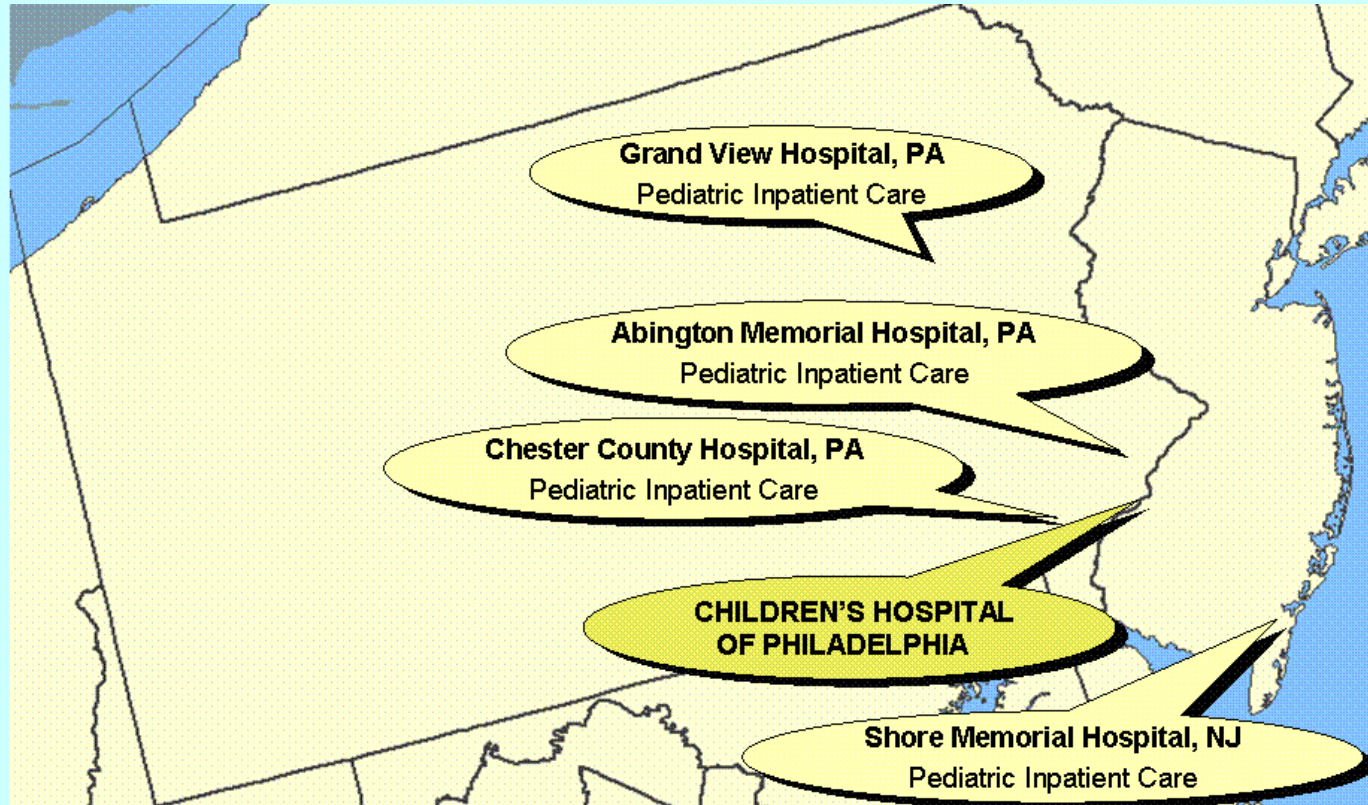 Grand View Hospital, PA
Pediatric Inpatient Care
Abington Memorial Hospital, PA
Pediatric Inpatient Care
Chester County Hospital, PA
Pediatric Inpatient Care
CHILDREN’S HOSPITAL
OF PHILADELPHIA
Shore Memorial Hospital, NJ
Pediatric Inpatient Care